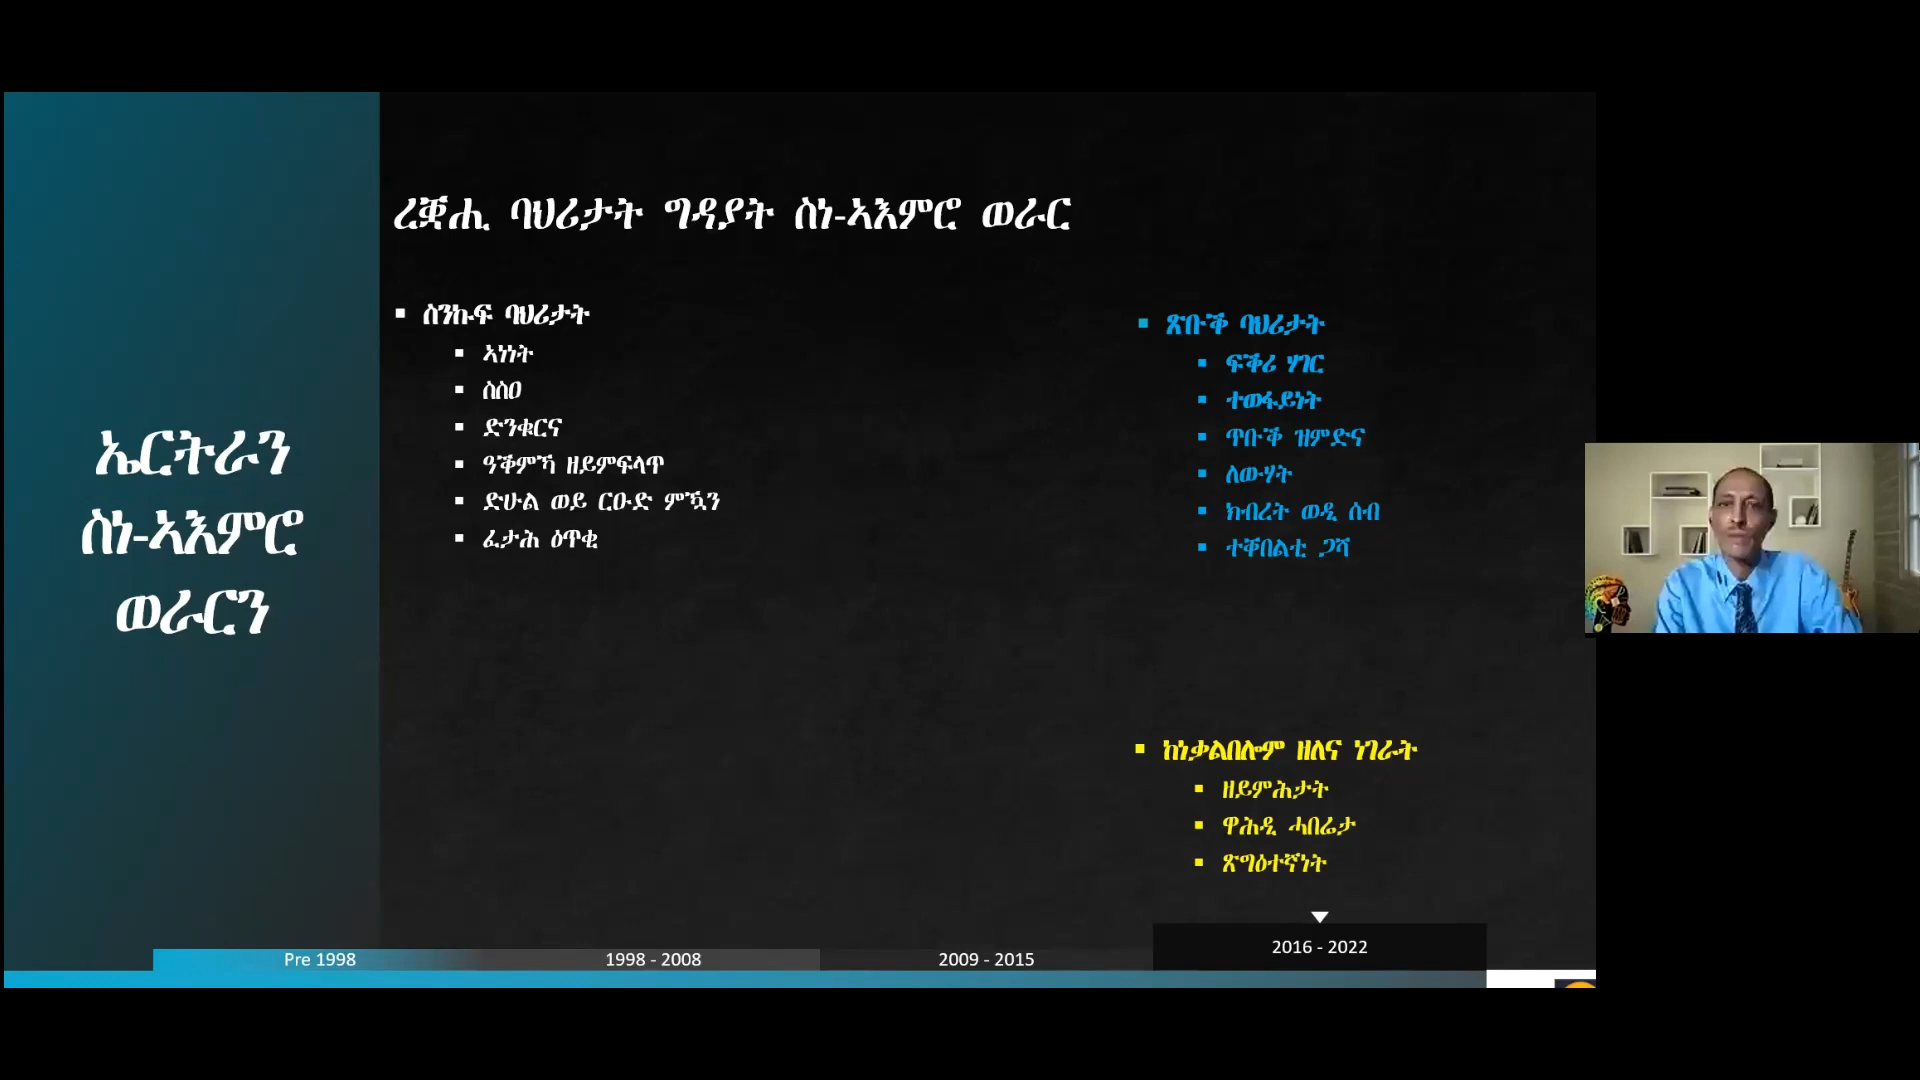 ኤርትራን
ስነ-ኣእምሮ
ወራርን
ረቛሒ ባህሪታት ግዳያት ስነ-ኣእምሮ ወራር
▪ ስንኩፍ ባህሪታት
▪ ኣነነት
▪ ስስዐ
▪ ድንቁርና
▪ ዓቕምኻ ዘይምፍላጥ
▪ ድሁል ወይ ርዑድ ምዃን
▪ ፈታሕ ዕጥቂ
▪ ጽቡቕ ባህሪታት
▪ ፍቕሪ ሃገር
▪ ተወፋይነት
▪ ጥቡቕ ዝምድና
▪ ለውሃት
▪ ክብረት ወዲ ሰብ
▪ ተቐበልቲ ጋሻ
▪ ከነቃልበሎም ዘለና ነገራት
▪ ዘይምሕታት
▪ ዋሕዲ ሓበሬታ
▪ ጽግዕተኛነት
Pre 1998
1998 - 2008
2009 - 2015
2016 - 2022